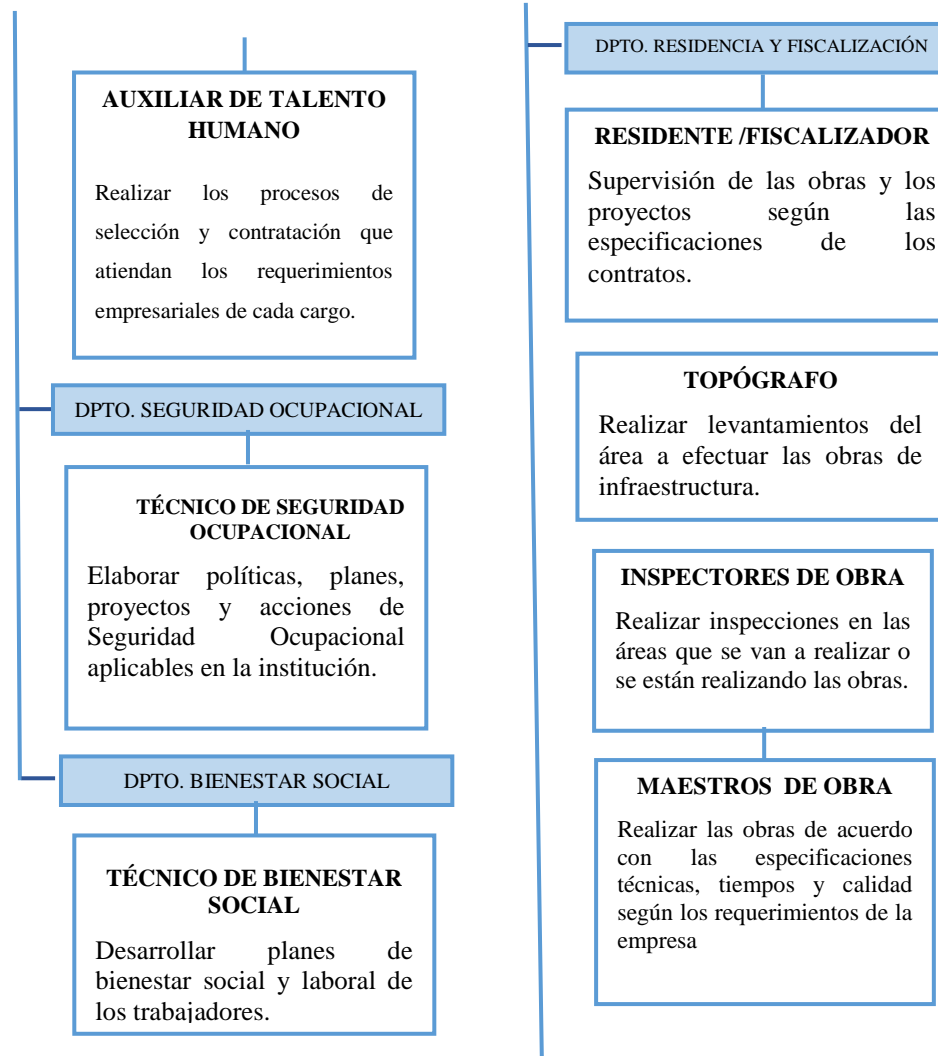 AUXILIAR DE TALENTO
HUMANO
Realizar los procesos de
selección y contratación que
atiendan los requerimientos
empresariales de cada cargo.
DPTO. SEGURIDAD OCUPACIONAL
TÉCNICO DE SEGURIDAD
OCUPACIONAL
Elaborar políticas, planes,
proyectos y acciones de
Seguridad Ocupacional
aplicables en la institución.
DPTO. BIENESTAR SOCIAL
TÉCNICO DE BIENESTAR
SOCIAL
Desarrollar planes de
bienestar social y laboral de
los trabajadores.
DPTO. RESIDENCIA Y FISCALIZACIÓN
RESIDENTE /FISCALIZADOR
Supervisión de las obras y los
proyectos según las
especificaciones de los
contratos.
TOPÓGRAFO
Realizar levantamientos del
área a efectuar las obras de
infraestructura.
INSPECTORES DE OBRA
Realizar inspecciones en las
áreas que se van a realizar o
se están realizando las obras.
MAESTROS DE OBRA
Realizar las obras de acuerdo
con las especificaciones
técnicas, tiempos y calidad
según los requerimientos de la
empresa